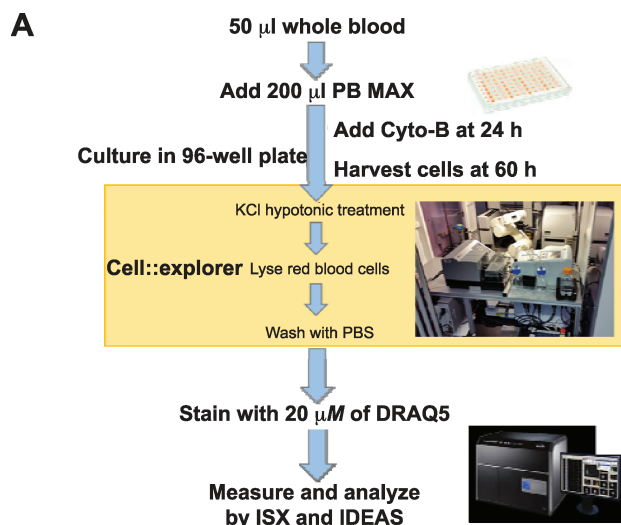 A
50 μl whole blood
Add 200 μl PB MAX
Add Cyto-B at 24 h
Culture in 96-well plate
Harvest cells at 60 h
KCl hypotonic treatment
Cell::explorer
Lyse red blood cells
Wash with PBS
Stain with 20 μM of DRAQ5
Measure and analyze
by ISX and IDEAS